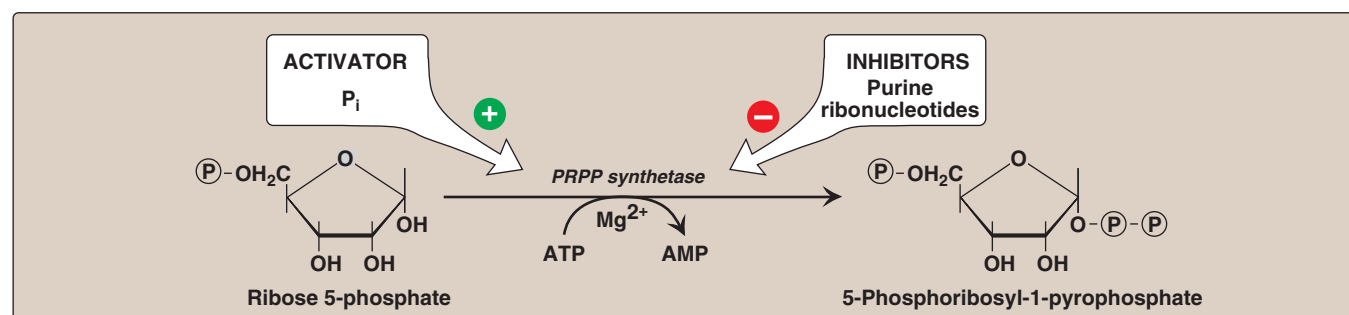 ACTIVATOR
Pi
+
INHIBITORS
Purine
ribonucleotides
−
P-OH2C
O
OH
OH OH
Ribose 5-phosphate
PRPP synthetase
Mg2+
ATP
AMP
P-OH2C
O
O-P-P
OH OH
5-Phosphoribosyl-1-pyrophosphate